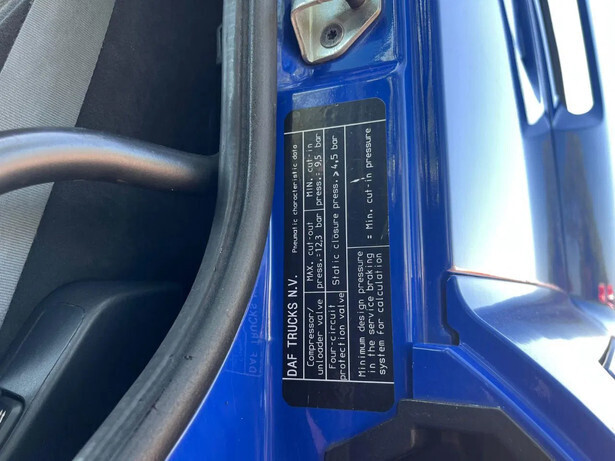 DAF TRUCKS N.V. Pneumatic characteristic data
Compressor/ MAX. cut-out MIN. cut-in
unloader valve press.:12,3 bar press.: 9,5 bar
Four-circuit Static closure press.> 4,5 bar
protection valve
Minimum design pressure
in the service braking = Min. cut-in pressure
system for calculation